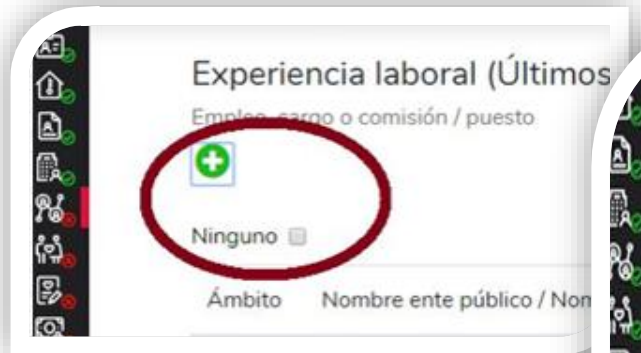 Experiencia laboral (Últimos
Empleo, cargo o comisión / puesto
Ninguno
Ámbito Nombre ente público / Nom